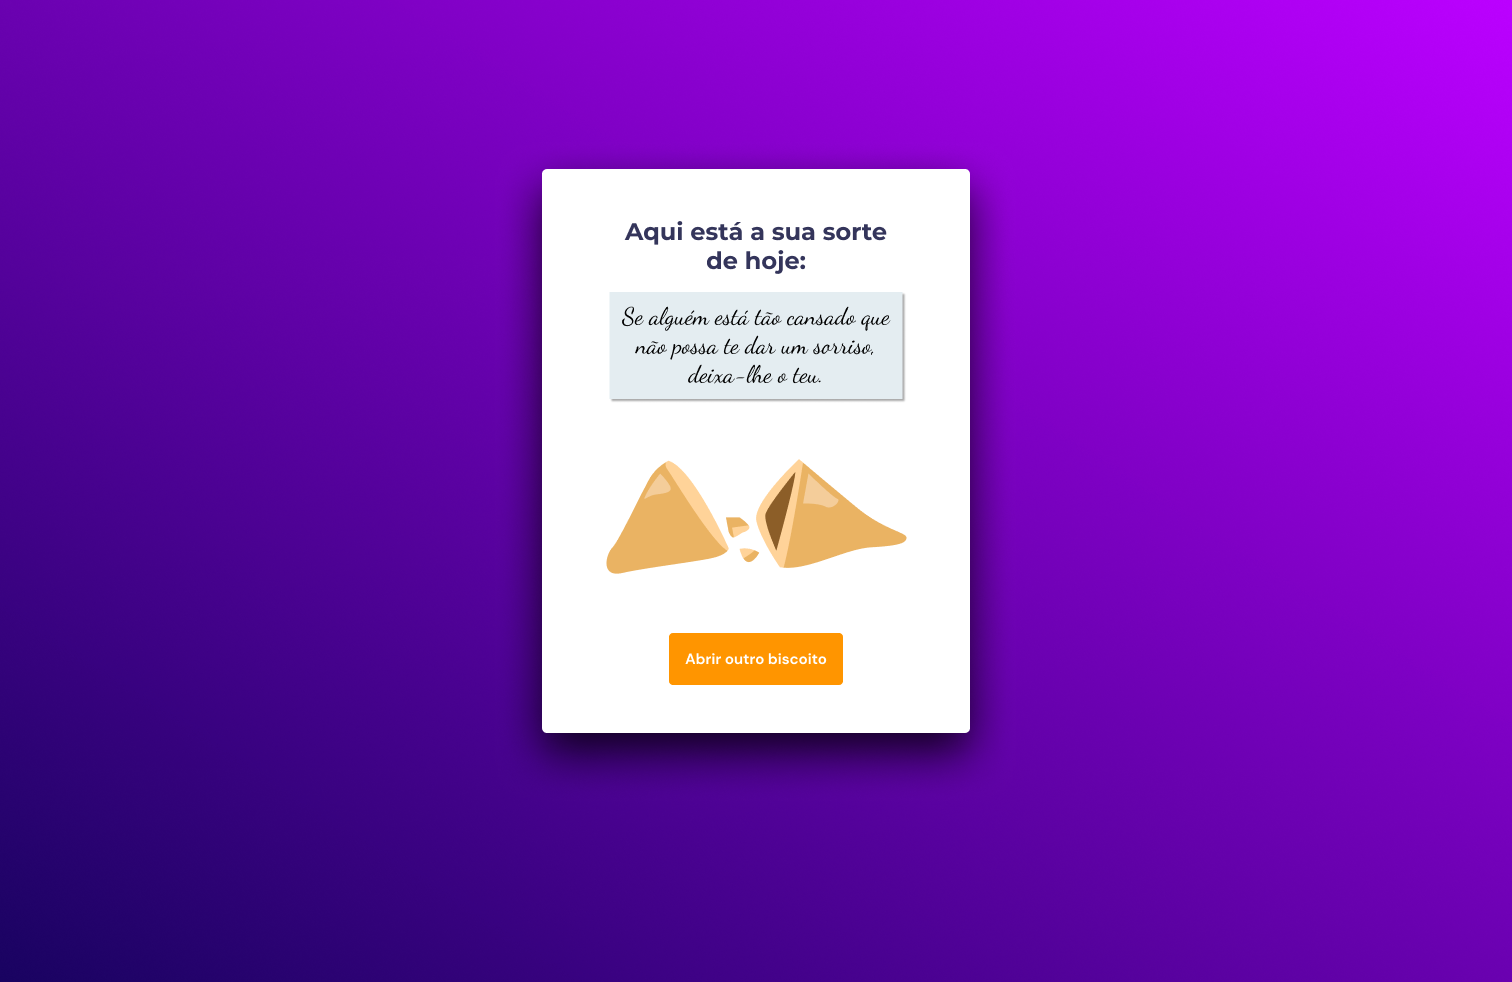 Aqui está a sua sorte
de hoje:
Se alguém está tão cansado que
não possa te dar um sorriso,
deixa-lhe o teu.
Abrir outro biscoito